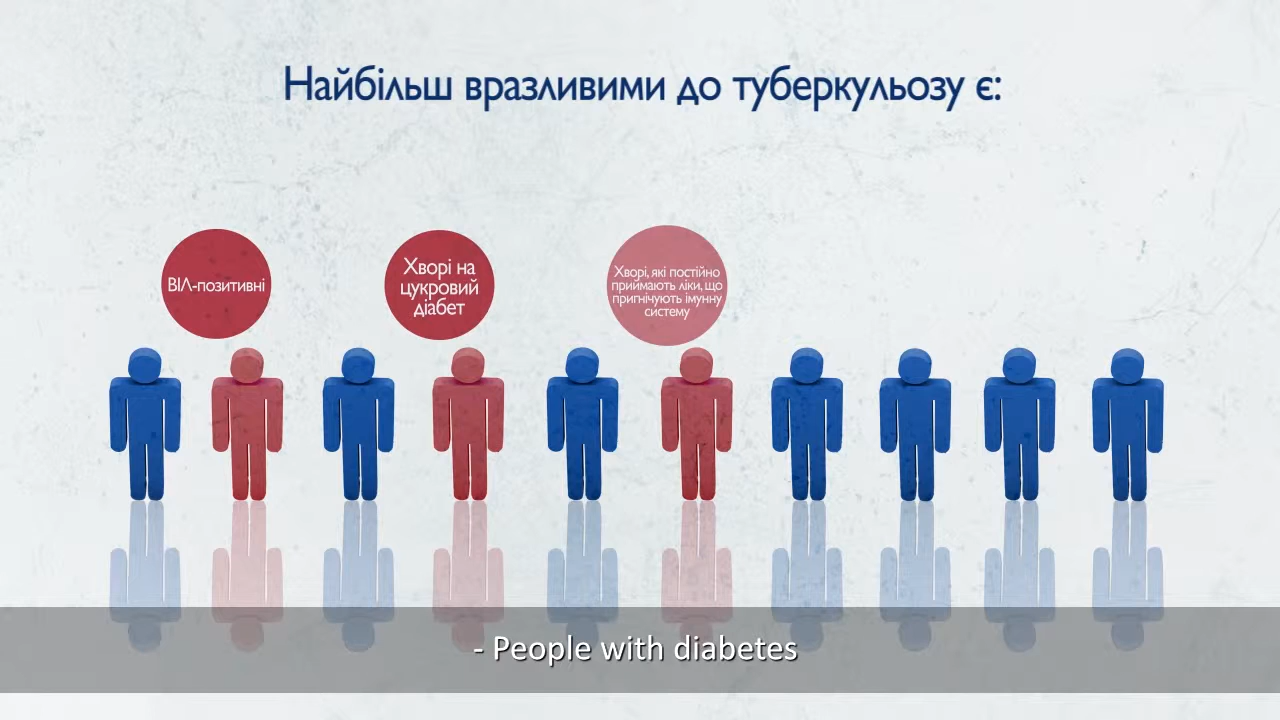 Найбільш вразливими до туберкульозу є:
ВІЛ-позитивні
Хворі на
цукровий
діабет
Хворі, які постійно
приймають ліки, що
пригнічують імунну
систему
- People with diabetes